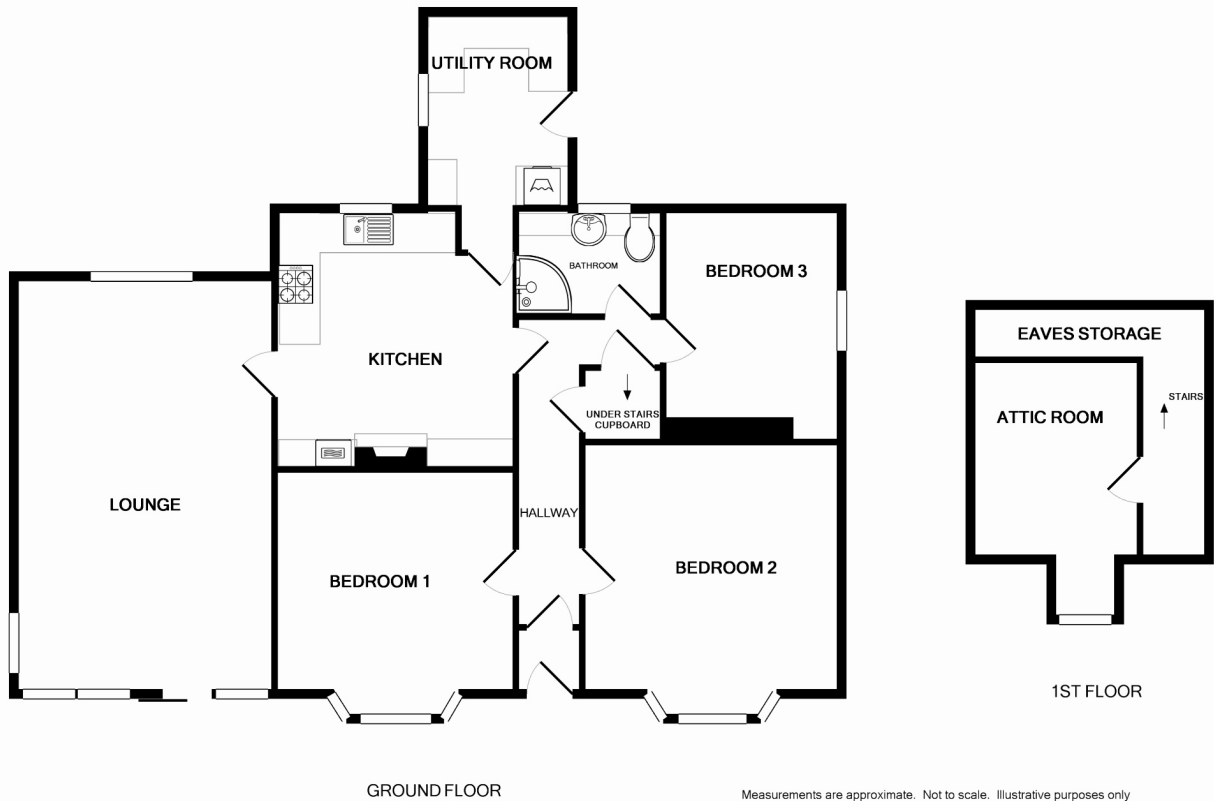 UTILITY ROOM
BATHROOM
BEDROOM 3
KITCHEN
UNDER STAIRS
CUPBOARD
LOUNGE
HALLWAY
BEDROOM 1
BEDROOM 2
EAVES STORAGE
STAIRS
ATTIC ROOM
1ST FLOOR
GROUND FLOOR
Measurements are approximate. Not to scale. Illustrative purposes only